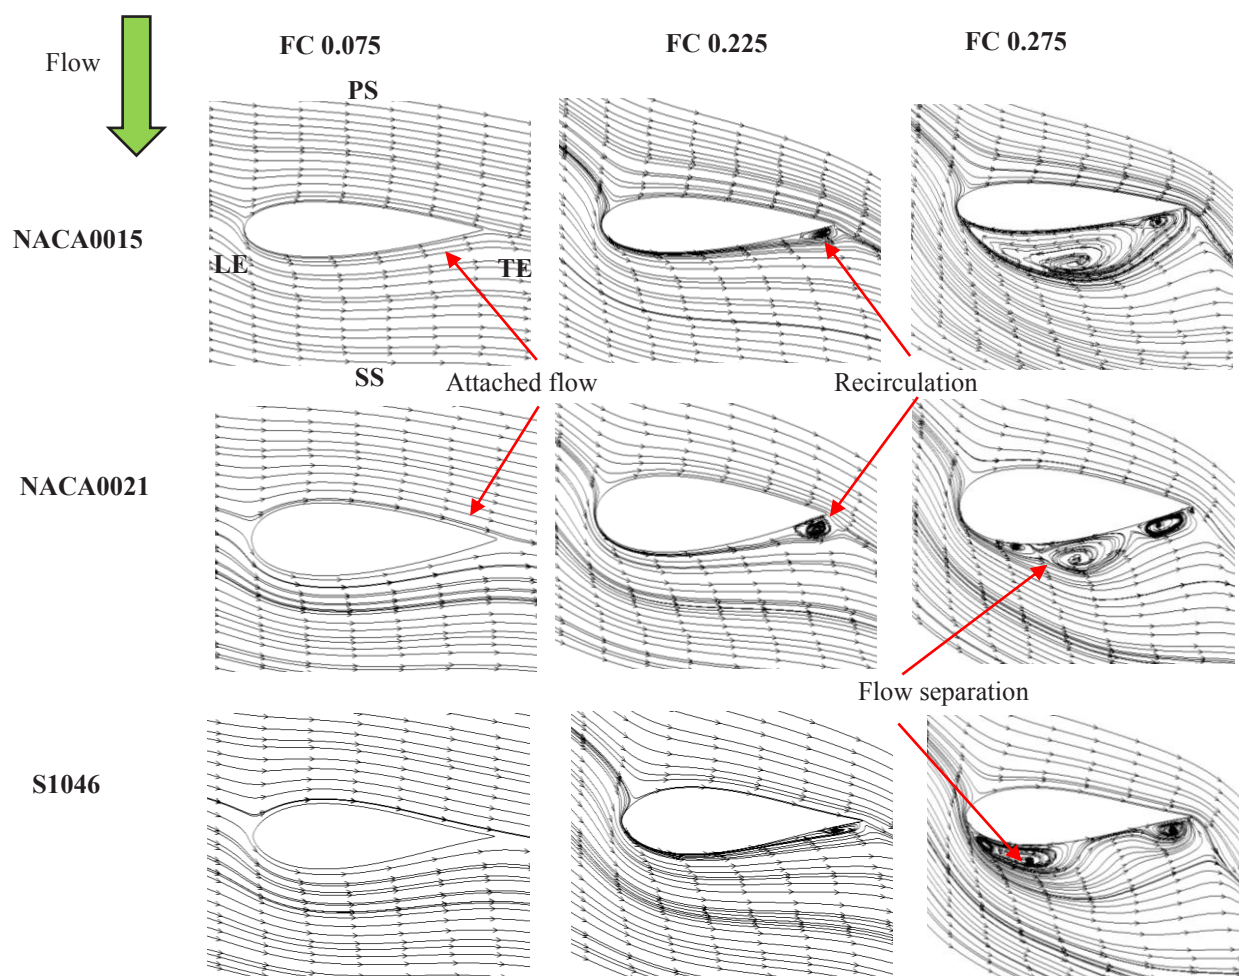 FC 0.075
FC 0.225
FC 0.275
Flow
PS
NACA0015
LE
TE
SS
Attached flow
Recirculation
NACA0021
Flow separation
S1046